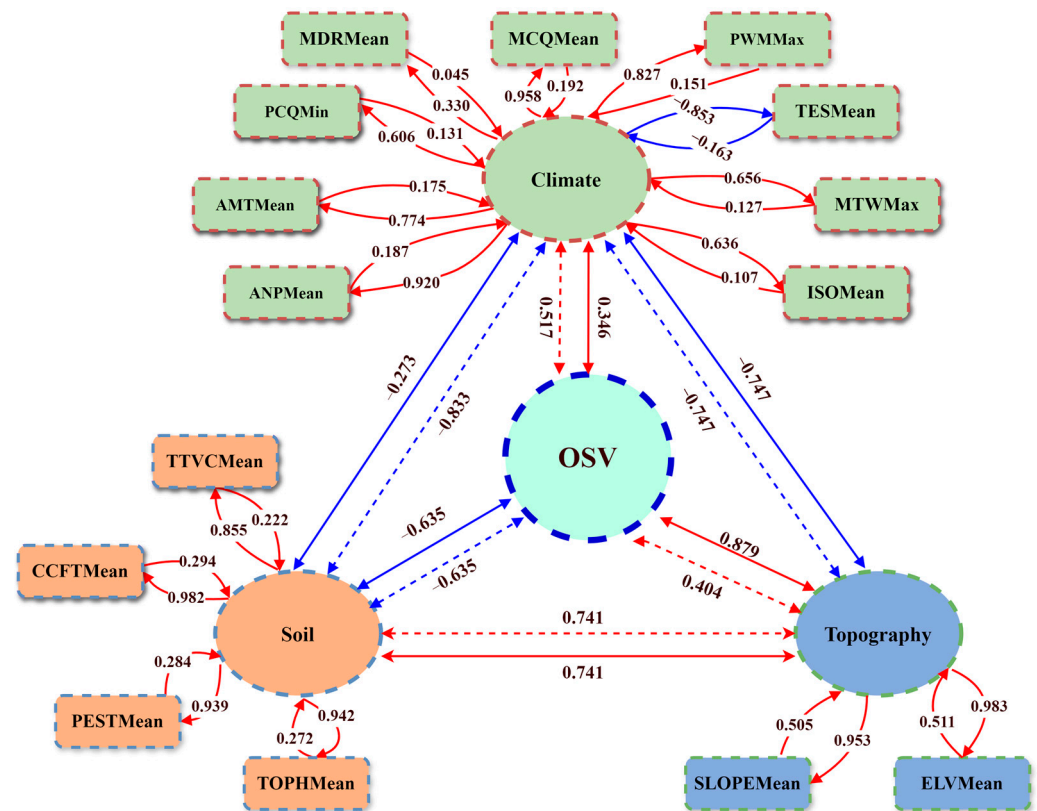 MDRMean
MCQMean
PWMMax
0.045
0.192
0.827
0.151
0.958
0.330
−0.853
PCQMin
0.131
TESMean
0.606
−0.163
Climate
0.175
0.656
AMTMean
MTWMax
0.127
0.774
0.187
0.636
0.920
0.107
ANPMean
ISOMean
0.517
0.346
−0.273
−0.833
−0.747
−0.747
OSV
TTVCMean
−0.635
0.855
0.222
0.879
CCFTMean
0.294
−0.635
0.404
0.982
0.741
Soil
Topography
0.284
0.741
0.939
PESTMean
0.942
0.505
0.983
0.272
0.953
0.511
TOPHMean
SLOPEMean
ELVMean